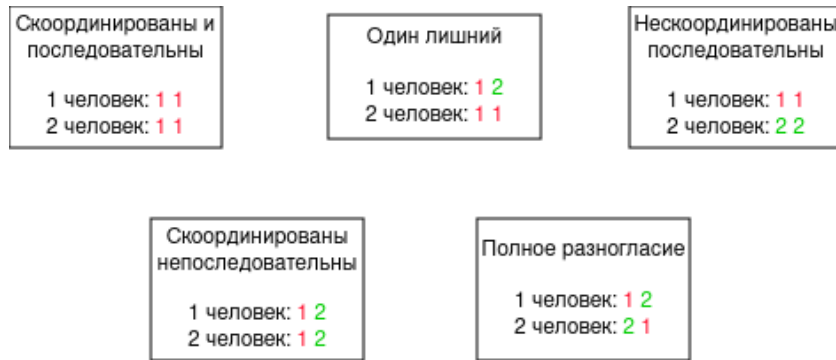 Скоординированы и
последовательны
1 человек: 1 1
2 человек: 1 1
Один лишний
1 человек: 1 2
2 человек: 1 1
Нескоординированы
последовательны
1 человек: 1 1
2 человек: 2 2
Скоординированы
непоследовательны
1 человек: 1 2
2 человек: 1 2
Полное разногласие
1 человек: 1 2
2 человек: 2 1